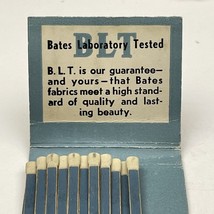 Bates Laboratory Tested
BLT
B.L.T. is our guarantee—
and yours—that Bates
fabrics meet a high stand-
ard of quality and last-
ing beauty.